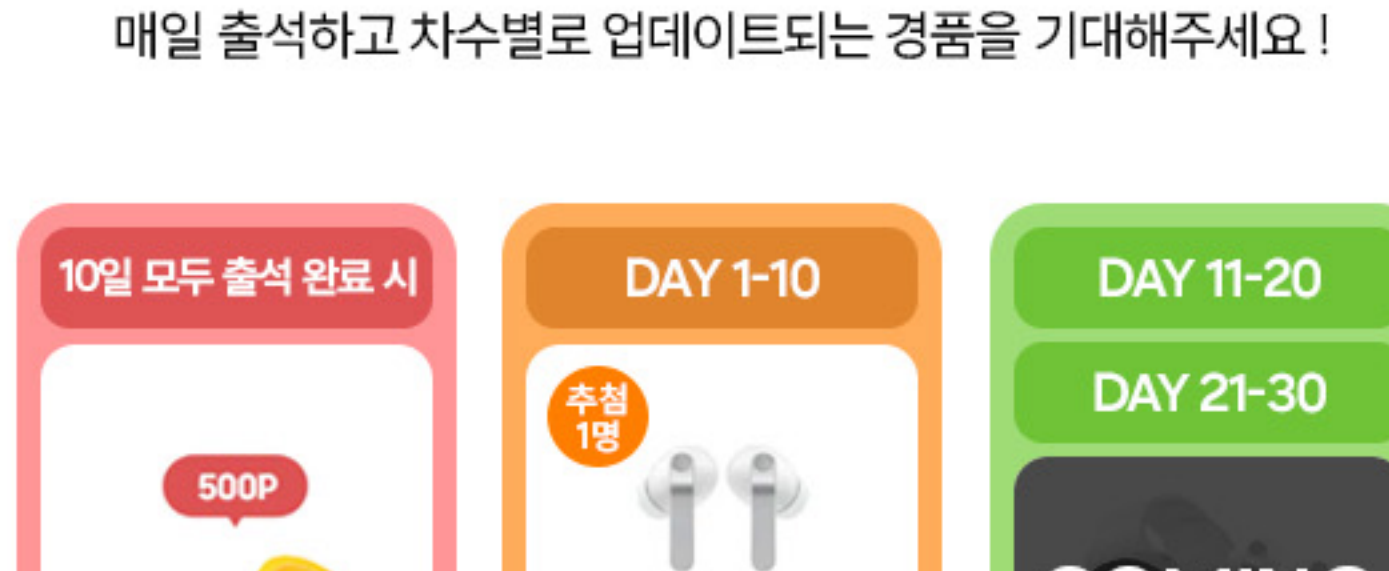 매일 출석하고 차수별로 업데이트되는 경품을 기대해주세요 !
10일 모두 출석 완료 시
500P
DAY 1-10
추첨
1명
DAY 11-20
DAY 21-30